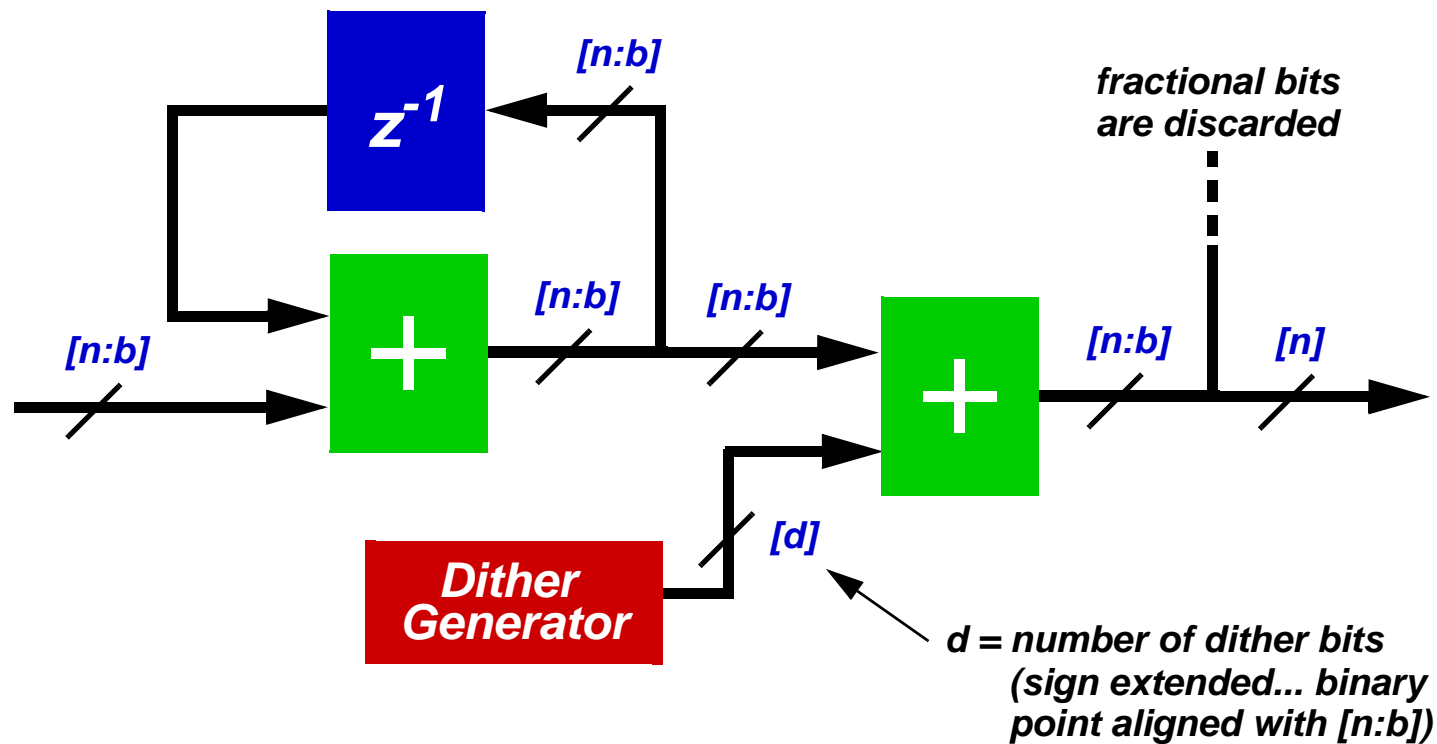 [n:b]
z-1
fractional bits
are discarded
[n:b]
[n:b]
[n:b]
[n:b]
[n]
+
+
[d]
Dither
Generator
d = number of dither bits
(sign extended... binary
point aligned with [n:b])